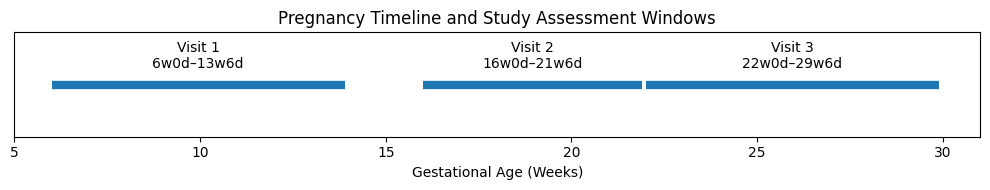 Pregnancy Timeline and Study Assessment Windows
Visit 1
6w0d–13w6d
Visit 2
16w0d–21w6d
Visit 3
22w0d–29w6d
5 10 15 20 25 30
Gestational Age (Weeks)